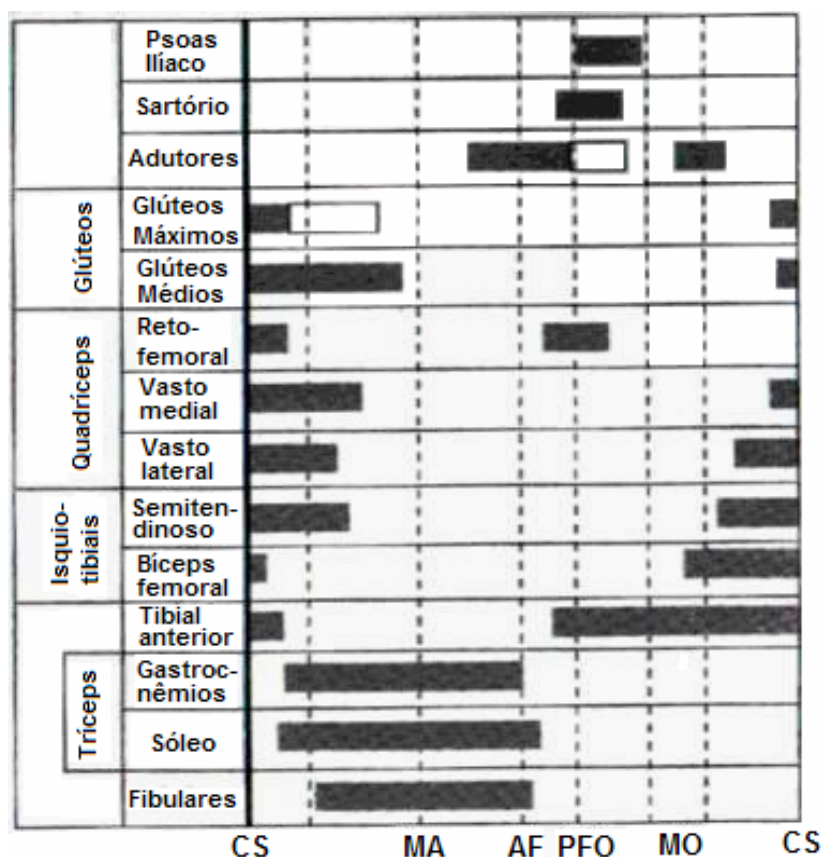 Psoas
Ilíaco
Sartório
Adutores
Glúteos
Glúteos
Máximos
Glúteos
Médios
Quadríceps
Reto-
femoral
Vasto
medial
Vasto
lateral
Isquio-
tibiais
Semiten-
dinoso
Bíceps
femoral
Tibial
anterior
Tríceps
Gastroc-
nêmios
Sóleo
Fibulares
CS MA AF PFO MO CS